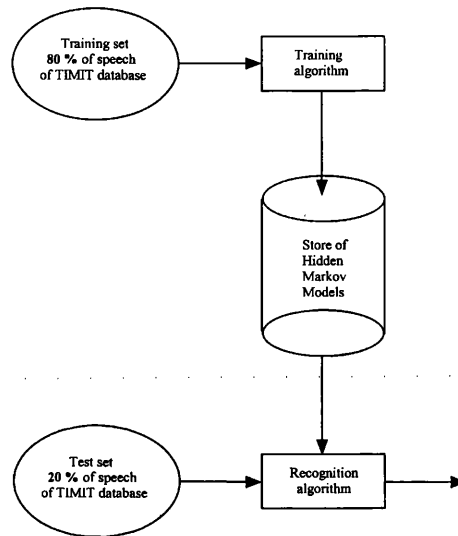 Training set
80 % of speech
of TIMIT database
Training
algorithm
Store of
Hidden
Markov
Models
Test set
20 % of speech
of TIMIT database
Recognition
algorithm